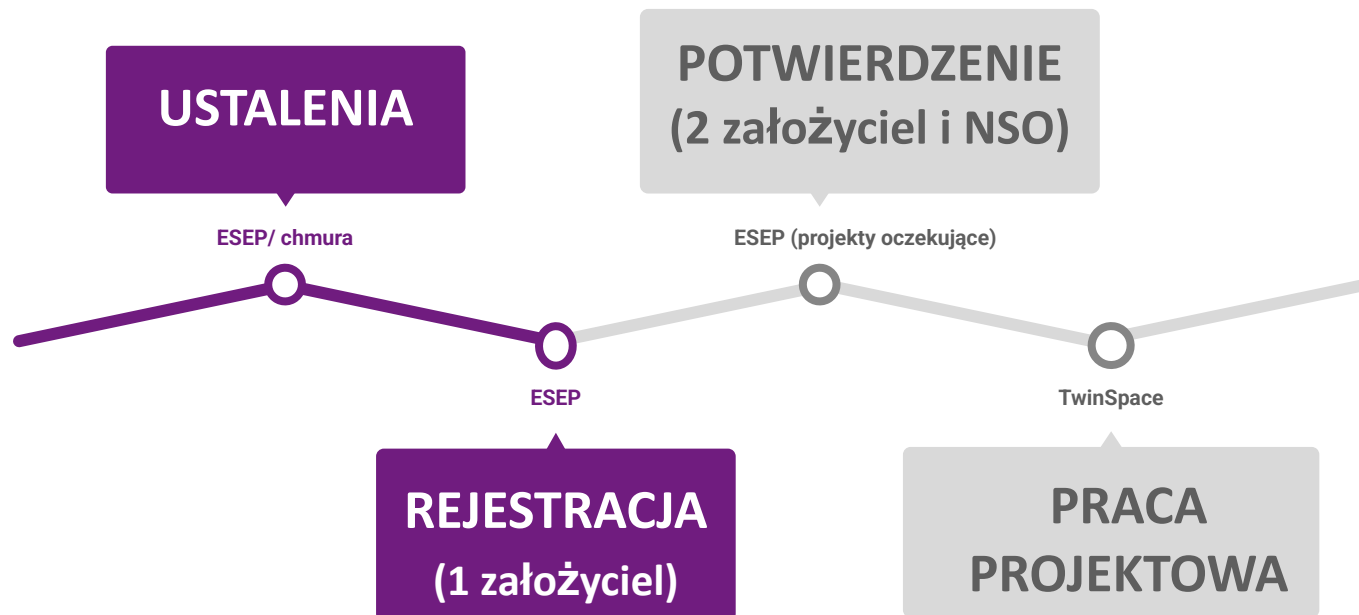 USTALENIA
POTWIERDZENIE
(2 założyciel i NSO)
ESEP/ chmura
ESEP (projekty oczekujące)
ESEP
TwinSpace
REJESTRACJA
(1 założyciel)
PRACA
PROJEKTOWA